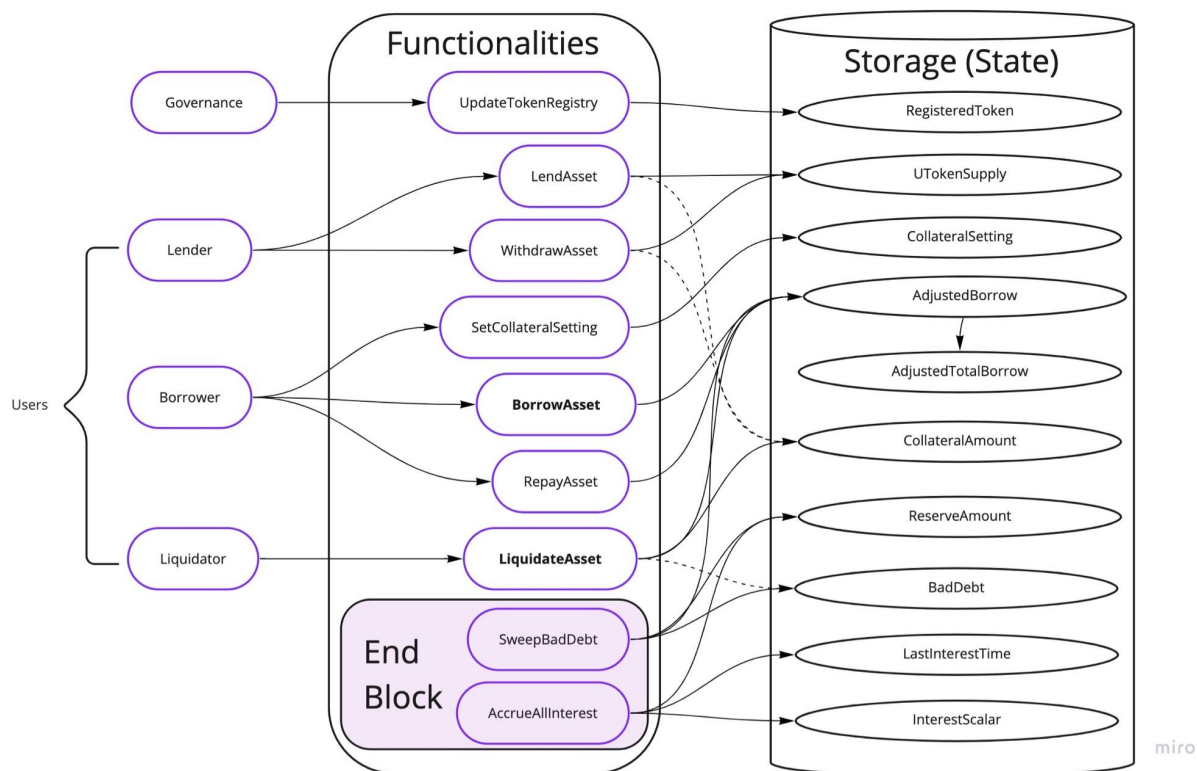 Functionalities
Storage (State)
Governance
UpdateTokenRegistry
RegisteredToken
LendAsset
UTokenSupply
Lender
WithdrawAsset
CollateralSetting
SetCollateralSetting
AdjustedBorrow
AdjustedTotalBorrow
Users
Borrower
BorrowAsset
CollateralAmount
RepayAsset
ReserveAmount
Liquidator
LiquidateAsset
BadDebt
End
Block
SweepBadDebt
LastInterestTime
AccrueAllInterest
InterestScalar
miro